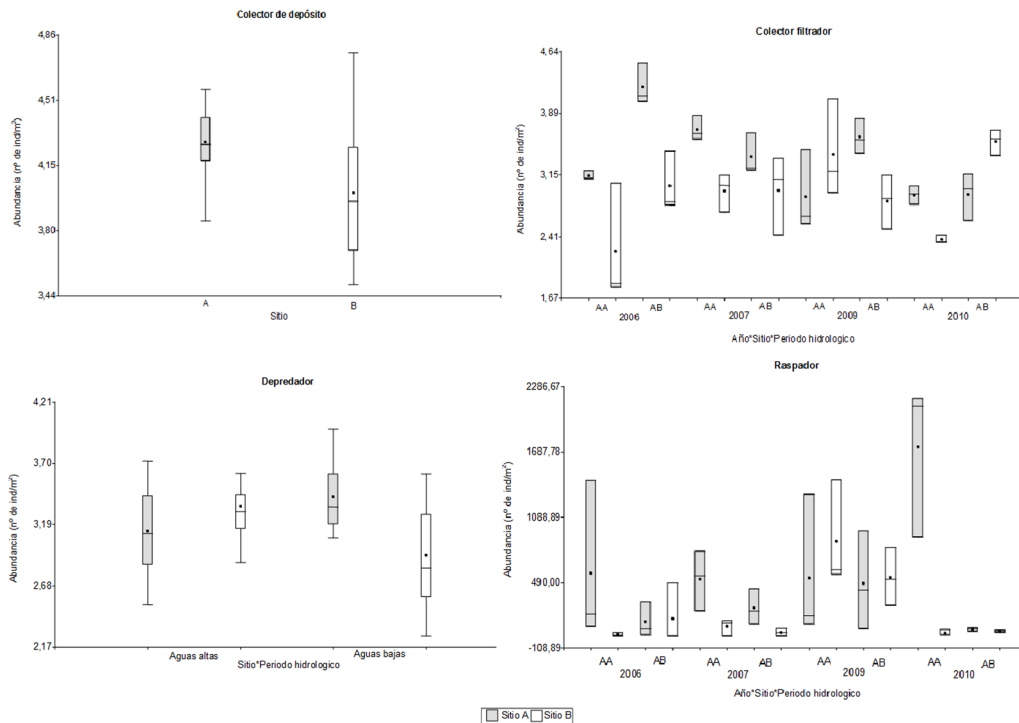 Colector de depósito
4,86
4,51
4,15
3,80
3,44
Abundancia (nº de ind/m²)
A
B
Sitio
Colector filtrador
4,64
3,89
3,15
2,41
1,67
Abundancia (nº de ind/m²)
AA AB AA AB AA AB AA AB
2006 2007 2009 2010
Año*Sitio*Periodo hidrologico
Depredador
4,21
3,70
3,19
2,68
2,17
Abundancia (nº de ind/m²)
Aguas altas
Aguas bajas
Sitio*Periodo hidrologico
Raspador
2286,67
1687,78
1088,89
490,00
-108,89
Abundancia (nº de ind/m²)
AA AB AA AB AA AB AA AB
2006 2007 2009 2010
Año*Sitio*Periodo hidrologico
Sitio A Sitio B